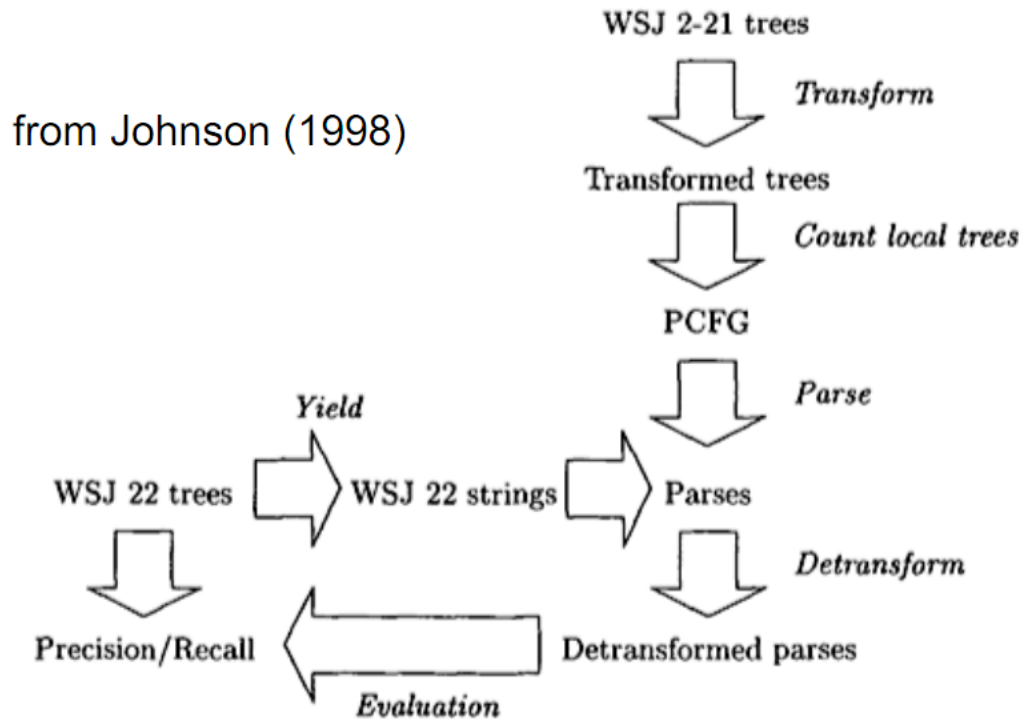 WSJ 2-21 trees
Transform
from Johnson (1998)
Transformed trees
Count local trees
PCFG
Parse
Yield
WSJ 22 trees
WSJ 22 strings
Parses
Detransform
Precision/Recall
Detransformed parses
Evaluation